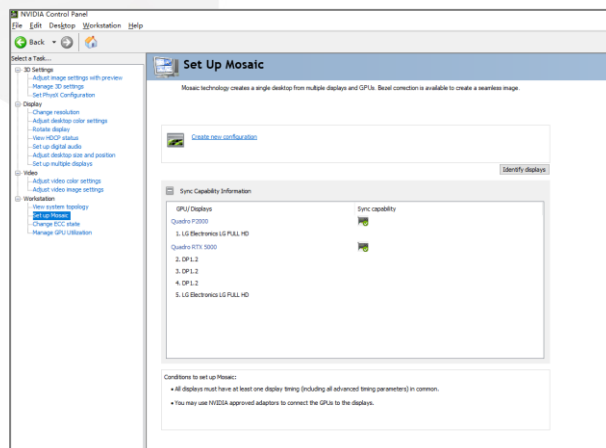 NVIDIA Control Panel
File Edit Desktop Workstation Help
Back
Select a Task...
3D Settings
Adjust image settings with preview
Manage 3D settings
Set PhysX Configuration
Display
Change resolution
Adjust desktop color settings
Rotate display
View HDCP status
Set up digital audio
Adjust desktop size and position
Set up multiple displays
Video
Adjust video color settings
Adjust video image settings
Workstation
View system topology
Set up Mosaic
Change ECC state
Manage GPU Utilisation
Set Up Mosaic
Mosaic technology creates a single desktop from multiple displays and GPUs. Bezel correction is available to create a seamless image.
Create new configuration
Identify displays
Sync Capability Information
GPU/Displays Sync capability
Quadro P2000
1. LG Electronics LG FULL HD
Quadro RTX 5000
2. DP1.2
3. DP1.2
4. DP1.2
5. LG Electronics LG FULL HD
Conditions to set up Mosaic:
• All displays must have at least one display timing (including all advanced timing parameters) in common.
• You may use NVIDIA approved adaptors to connect the GPUs to the displays.